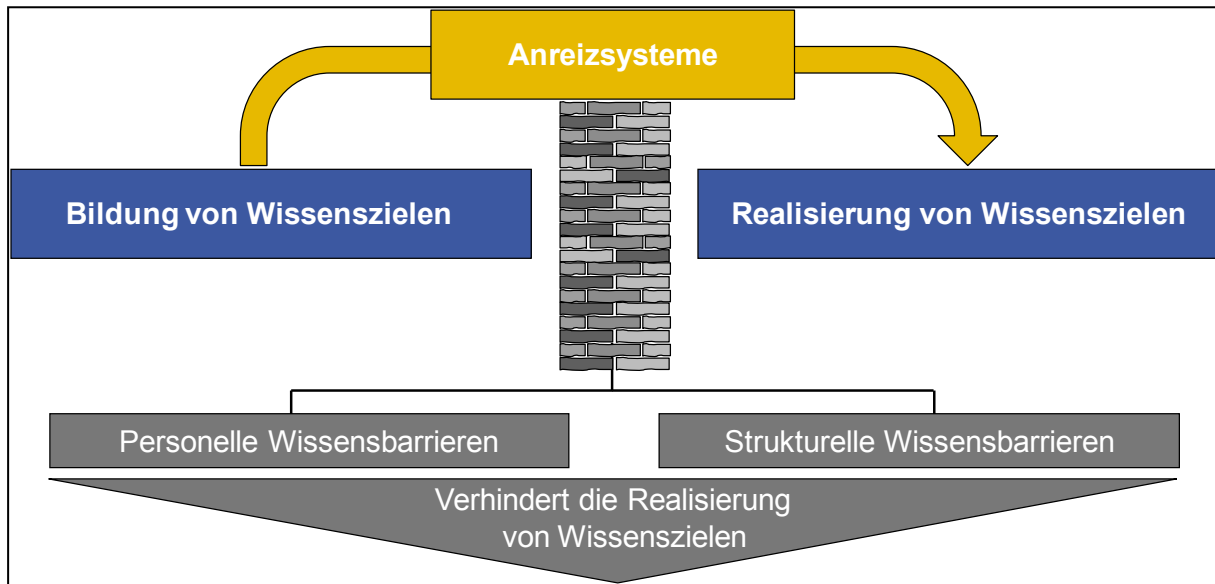 Anreizsysteme
Bildung von Wissenszielen
Realisierung von Wissenszielen
Personelle Wissensbarrieren
Strukturelle Wissensbarrieren
Verhindert die Realisierung
von Wissenszielen